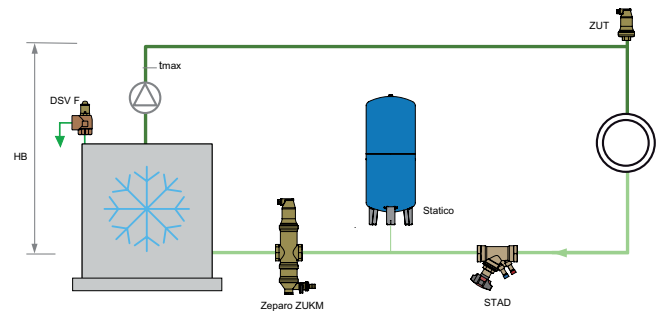 ZUT
tmax
DSV F
HB
Statico
Zeparo ZUKM
STAD